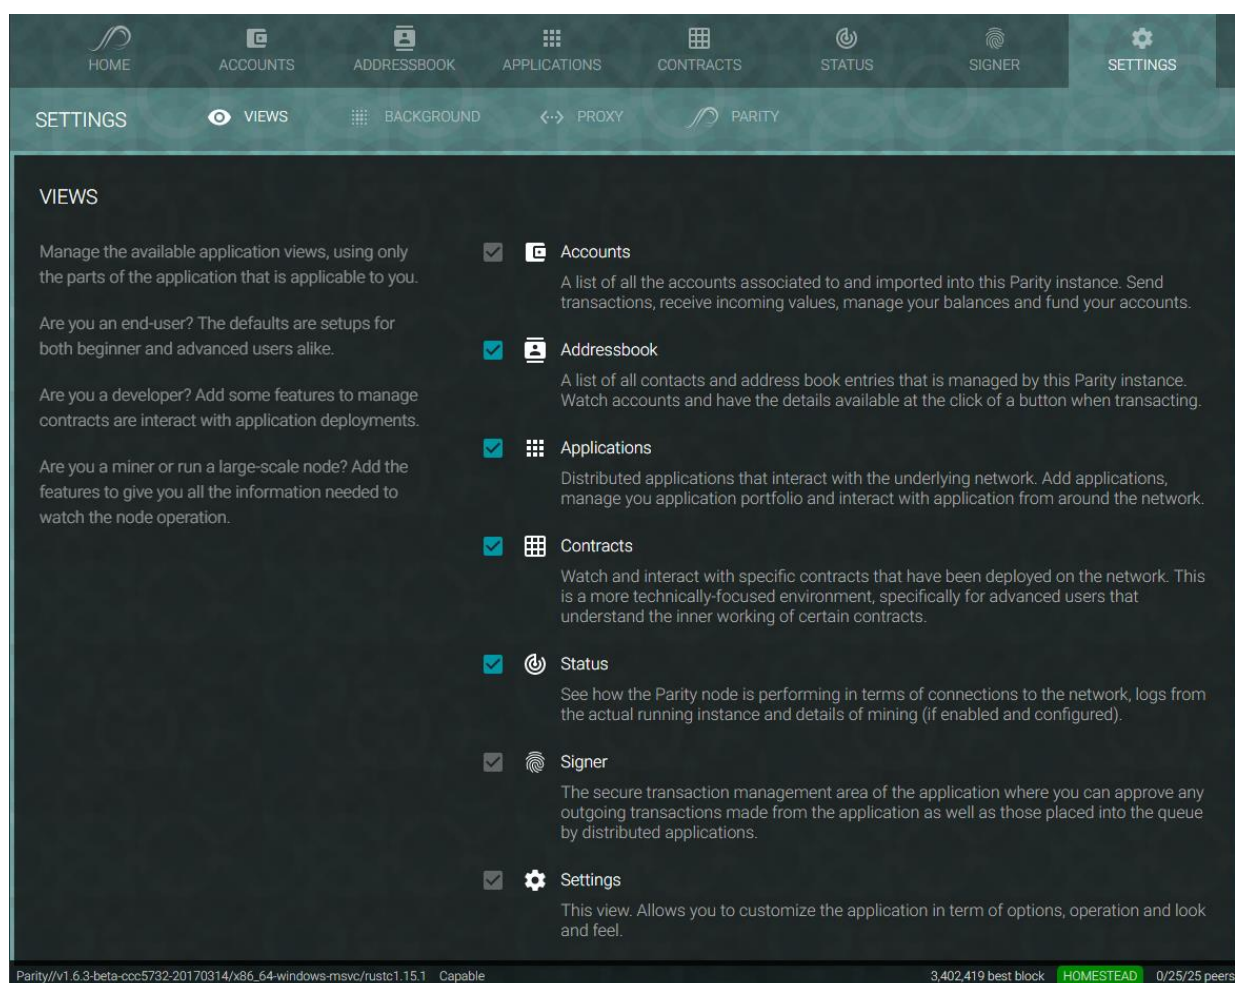 HOME ACCOUNTS ADDRESSBOOK APPLICATIONS CONTRACTS STATUS SIGNER SETTINGS
SETTINGS VIEWS BACKGROUND PROXY PARITY
VIEWS
Manage the available application views, using only
the parts of the application that is applicable to you.
Are you an end-user? The defaults are setups for
both beginner and advanced users alike.
Are you a developer? Add some features to manage
contracts are interact with application deployments.
Are you a miner or run a large-scale node? Add the
features to give you all the information needed to
watch the node operation.
Accounts
A list of all the accounts associated to and imported into this Parity instance. Send
transactions, receive incoming values, manage your balances and fund your accounts.
Addressbook
A list of all contacts and address book entries that is managed by this Parity instance.
Watch accounts and have the details available at the click of a button when transacting.
Applications
Distributed applications that interact with the underlying network. Add applications,
manage you application portfolio and interact with application from around the network.
Contracts
Watch and interact with specific contracts that have been deployed on the network. This
is a more technically-focused environment, specifically for advanced users that
understand the inner working of certain contracts.
Status
See how the Parity node is performing in terms of connections to the network, logs from
the actual running instance and details of mining (if enabled and configured).
Signer
The secure transaction management area of the application where you can approve any
outgoing transactions made from the application as well as those placed into the queue
by distributed applications.
Settings
This view. Allows you to customize the application in term of options, operation and look
and feel.
Parity//v1.6.3-beta-ccc5732-20170314/x86_64-windows-msvc/rustc1.15.1 Capable 3,402,419 best block HOMESTEAD 0/25/25 peers